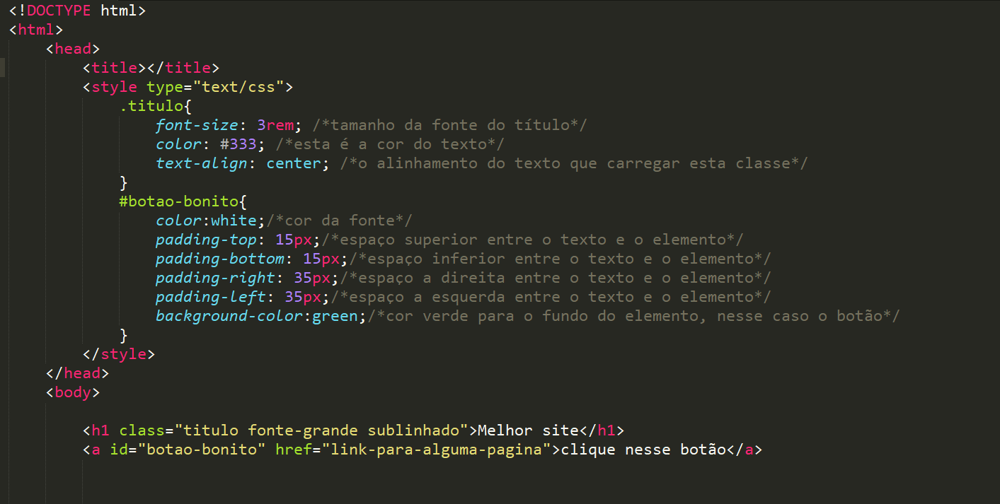 <!DOCTYPE html>
<html>
<head>
<title></title>
<style type="text/css">
.titulo{
font-size: 3rem; /*tamanho da fonte do título*/
color: #333; /*esta é a cor do texto*/
text-align: center; /*o alinhamento do texto que carregar esta classe*/
}
#botao-bonito{
color:white;/*cor da fonte*/
padding-top: 15px;/*espaço superior entre o texto e o elemento*/
padding-bottom: 15px;/*espaço inferior entre o texto e o elemento*/
padding-right: 35px;/*espaço a direita entre o texto e o elemento*/
padding-left: 35px;/*espaço a esquerda entre o texto e o elemento*/
background-color:green;/*cor verde para o fundo do elemento, nesse caso o botão*/
}
</style>
</head>
<body>
<h1 class="titulo fonte-grande sublinhado">Melhor site</h1>
<a id="botao-bonito" href="link-para-alguma-pagina">clique nesse botão</a>